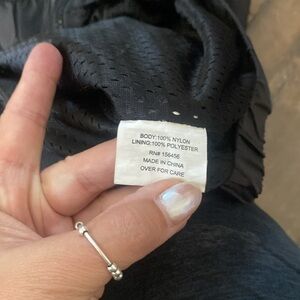 BODY:100% NYLON
LINING:100% POLYESTER
RN# 156456
MADE IN CHINA
OVER FOR CARE